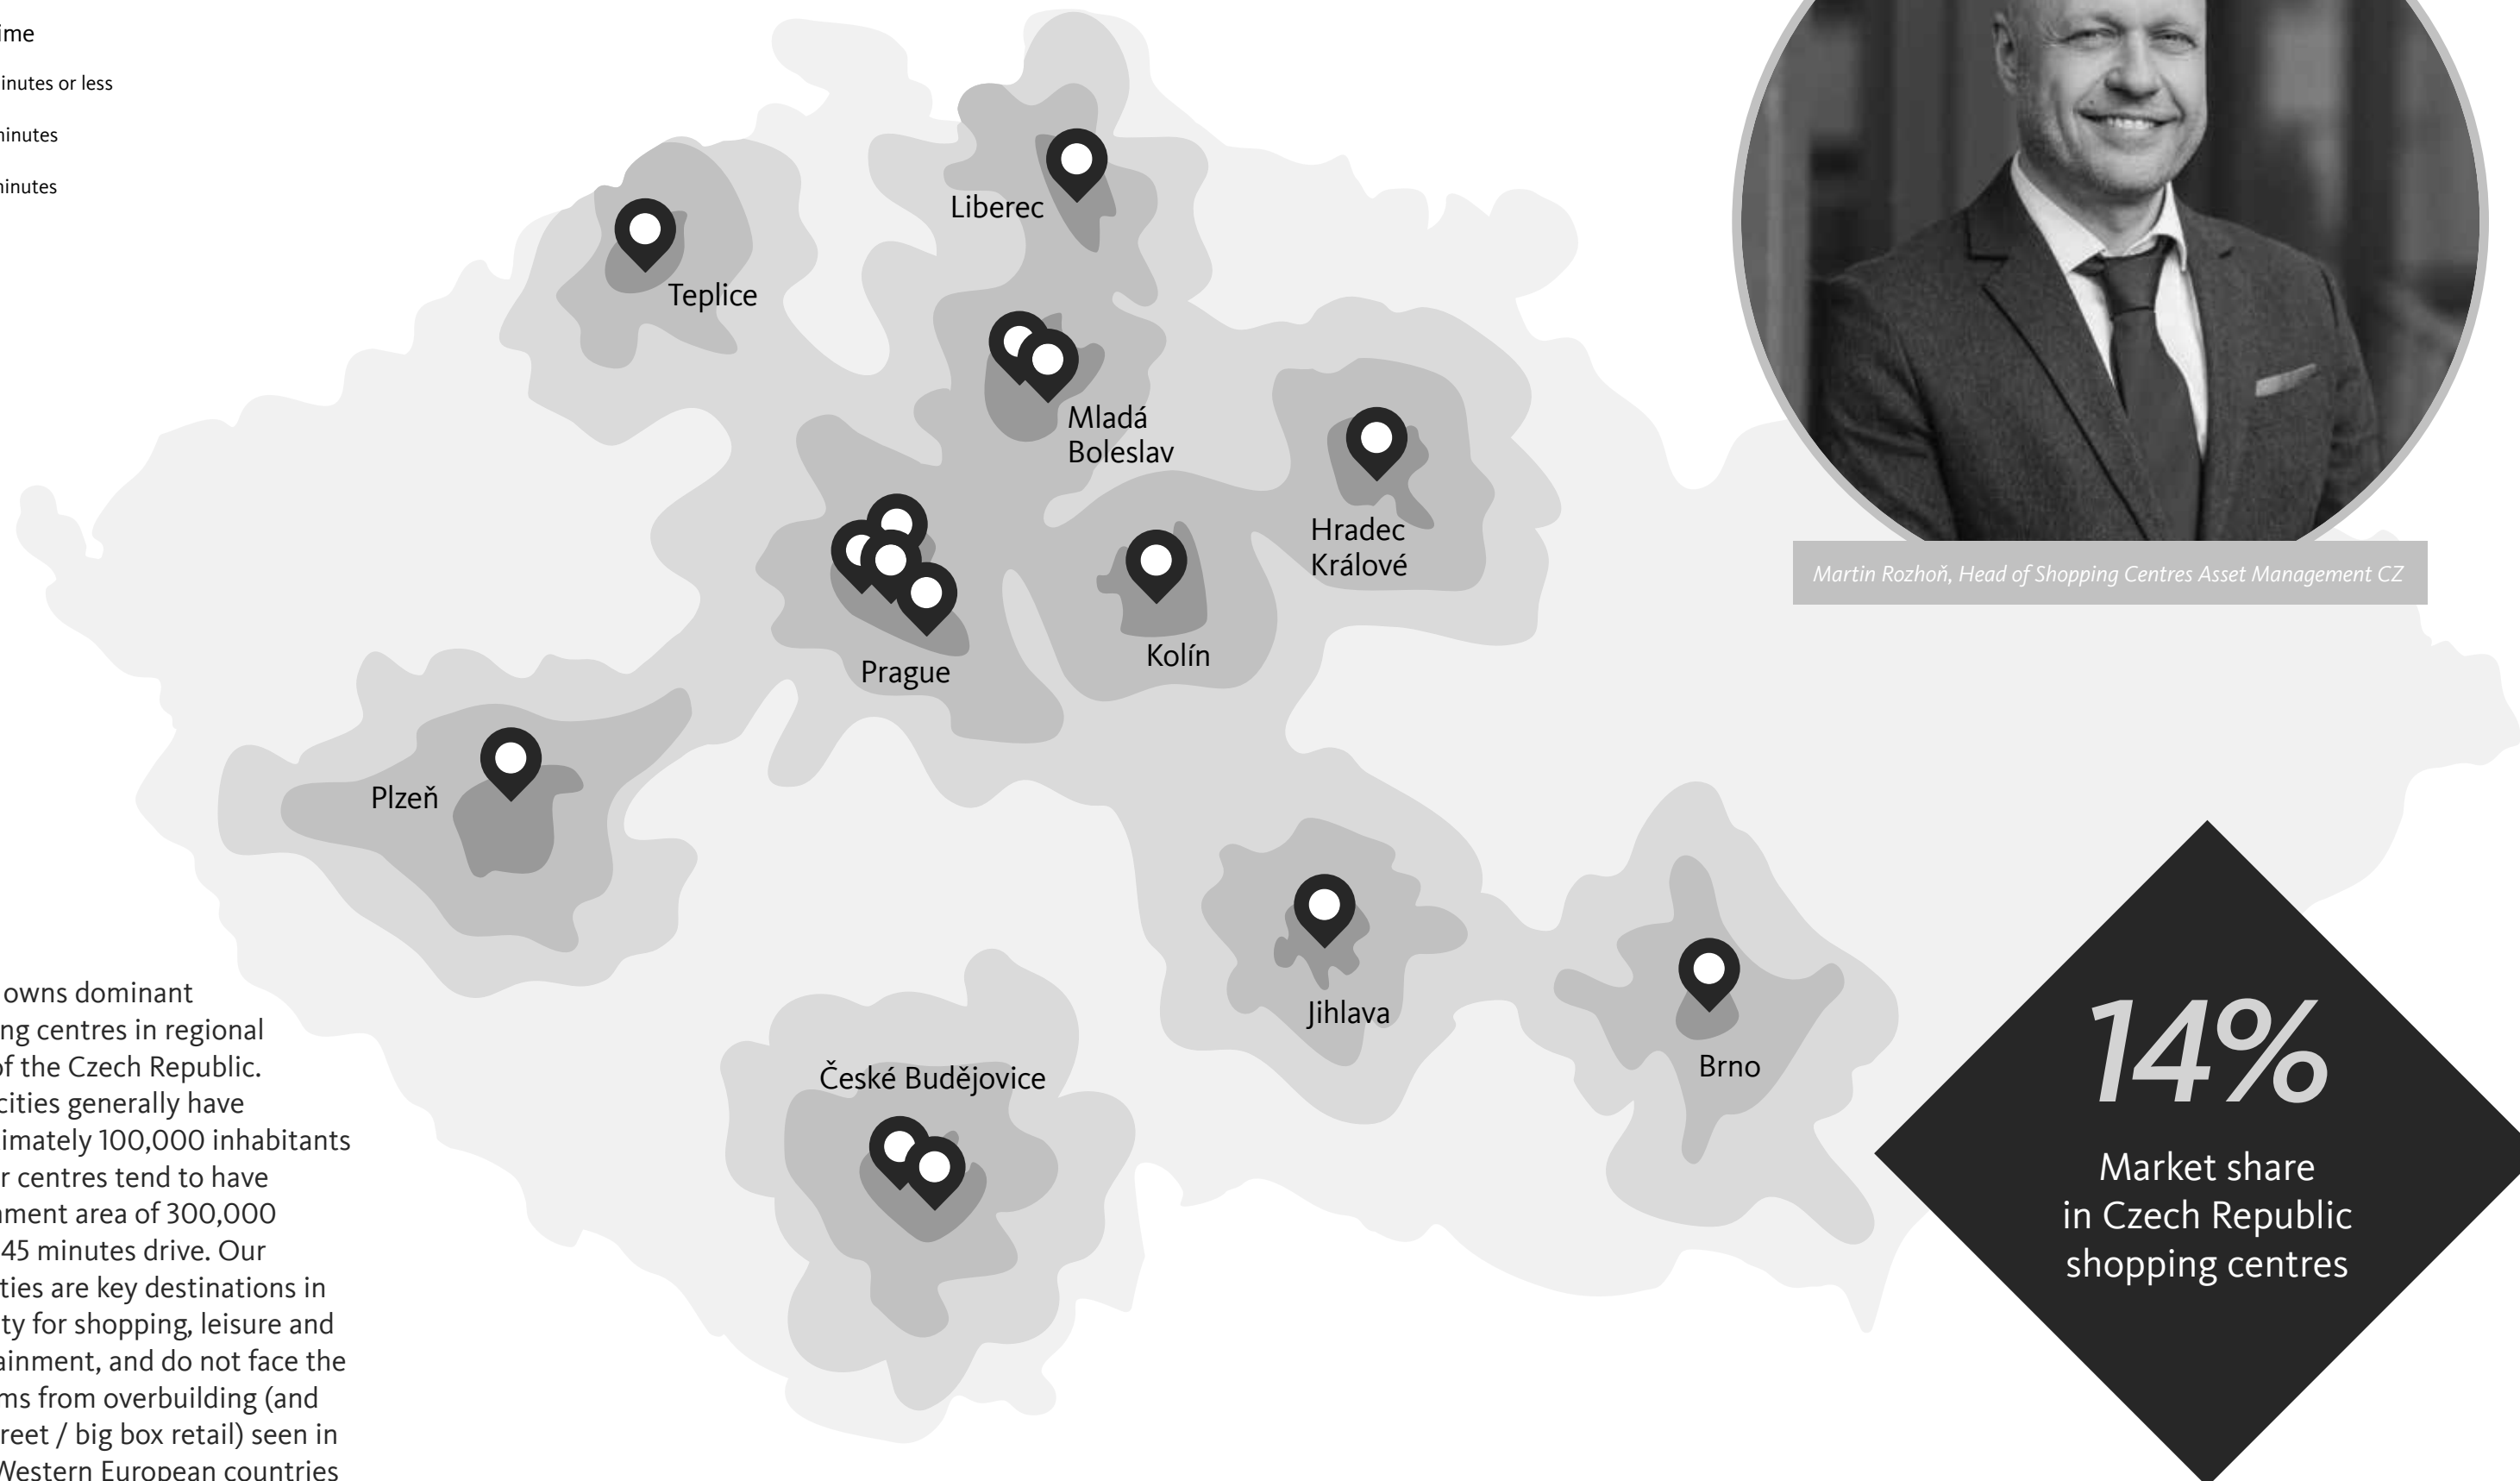 ime
inutes or less
minutes
minutes
Liberec
Teplice
Mladá
Boleslav
Hradec
Králové
Kolín
Prague
Plzeň
Jihlava
Brno
České Budějovice
Martin Rozhoň, Head of Shopping Centres Asset Management CZ
14%
Market share
in Czech Republic
shopping centres
owns dominant
ng centres in regional
of the Czech Republic.
cities generally have
imately 100,000 inhabitants
r centres tend to have
ment area of 300,000
45 minutes drive. Our
ties are key destinations in
ty for shopping, leisure and
ainment, and do not face the
ms from overbuilding (and
reet / big box retail) seen in
Western European countries